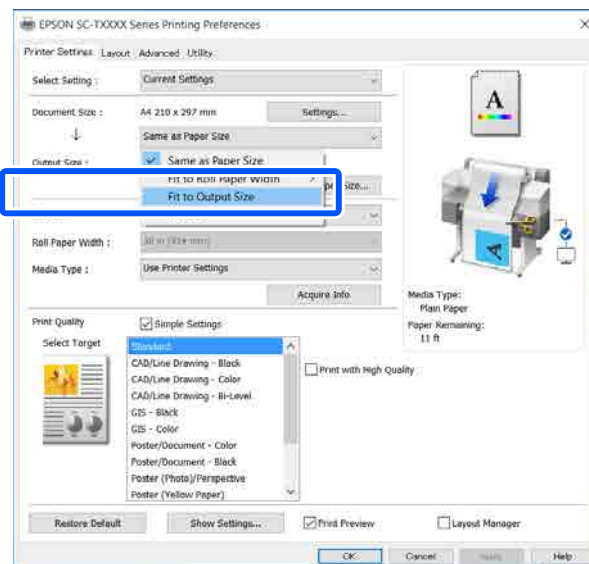 EPSON SC-TXXXX Series Printing Preferences
Printer Settings Layout Advanced Utility
Select Setting : Current Settings
Document Size : A4 210 x 297 mm Settings...
Same as Paper Size
Output Size : Same as Paper Size
Fit to Roll Paper Width
Size...
Fit to Output Size
Roll Paper Width :
Media Type : Use Printer Settings
Acquire Info
Media Type:
Plain Paper
Paper Remaining:
11 ft
Print Quality Simple Settings
Select Target Standard
CAD/Line Drawing - Black
CAD/Line Drawing - Color
CAD/Line Drawing - Bi-Level
GIS - Black
GIS - Color
Poster/Document - Color
Poster/Document - Black
Poster (Photo)/Perspective
Poster (Yellow Paper)
Print with High Quality
Restore Default Show Settings... Print Preview Layout Manager
OK Cancel Apply Help
A
A